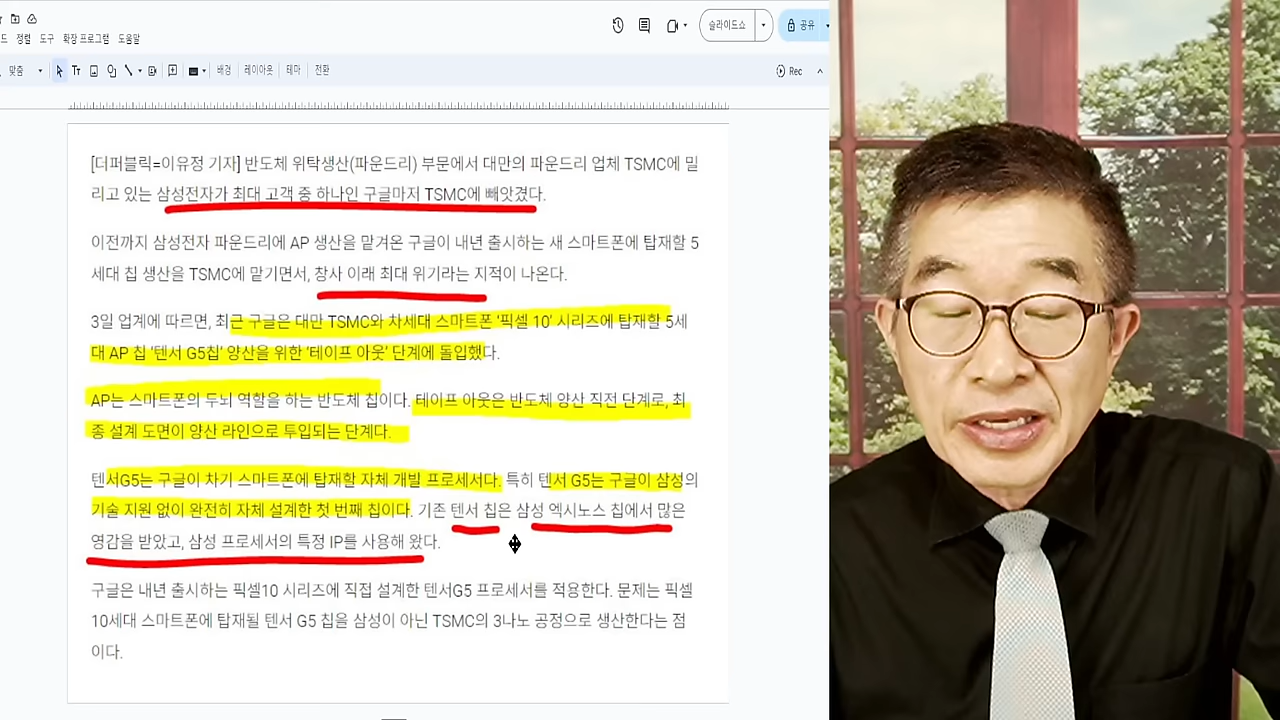 드 정렬 도구 확장 프로그램 도움말
슬라이드쇼
공유
맞춤
Tт
배경 레이아웃 테마 전환
Rec
[더퍼블릭=이유정 기자] 반도체 위탁생산(파운드리) 부문에서 대만의 파운드리 업체 TSMC에 밀
리고 있는 삼성전자가 최대 고객 중 하나인 구글마저 TSMC에 빼앗겼다.
이전까지 삼성전자 파운드리에 AP 생산을 맡겨온 구글이 내년 출시하는 새 스마트폰에 탑재할 5
세대 칩 생산을 TSMC에 맡기면서, 창사 이래 최대 위기라는 지적이 나온다.
3일 업계에 따르면, 최근 구글은 대만 TSMC와 차세대 스마트폰 ‘픽셀 10’ 시리즈에 탑재할 5세
대 AP 칩 ‘텐서 G5칩’ 양산을 위한 ‘테이프 아웃’ 단계에 돌입했다.
AP는 스마트폰의 두뇌 역할을 하는 반도체 칩이다. 테이프 아웃은 반도체 양산 직전 단계로, 최
종 설계 도면이 양산 라인으로 투입되는 단계다.
텐서G5는 구글이 차기 스마트폰에 탑재할 자체 개발 프로세서다. 특히 텐서 G5는 구글이 삼성의
기술 지원 없이 완전히 자체 설계한 첫 번째 칩이다. 기존 텐서 칩은 삼성 엑시노스 칩에서 많은
영감을 받았고, 삼성 프로세서의 특정 IP를 사용해 왔다.
구글은 내년 출시하는 픽셀10 시리즈에 직접 설계한 텐서G5 프로세서를 적용한다. 문제는 픽셀
10세대 스마트폰에 탑재될 텐서 G5 칩을 삼성이 아닌 TSMC의 3나노 공정으로 생산한다는 점
이다.